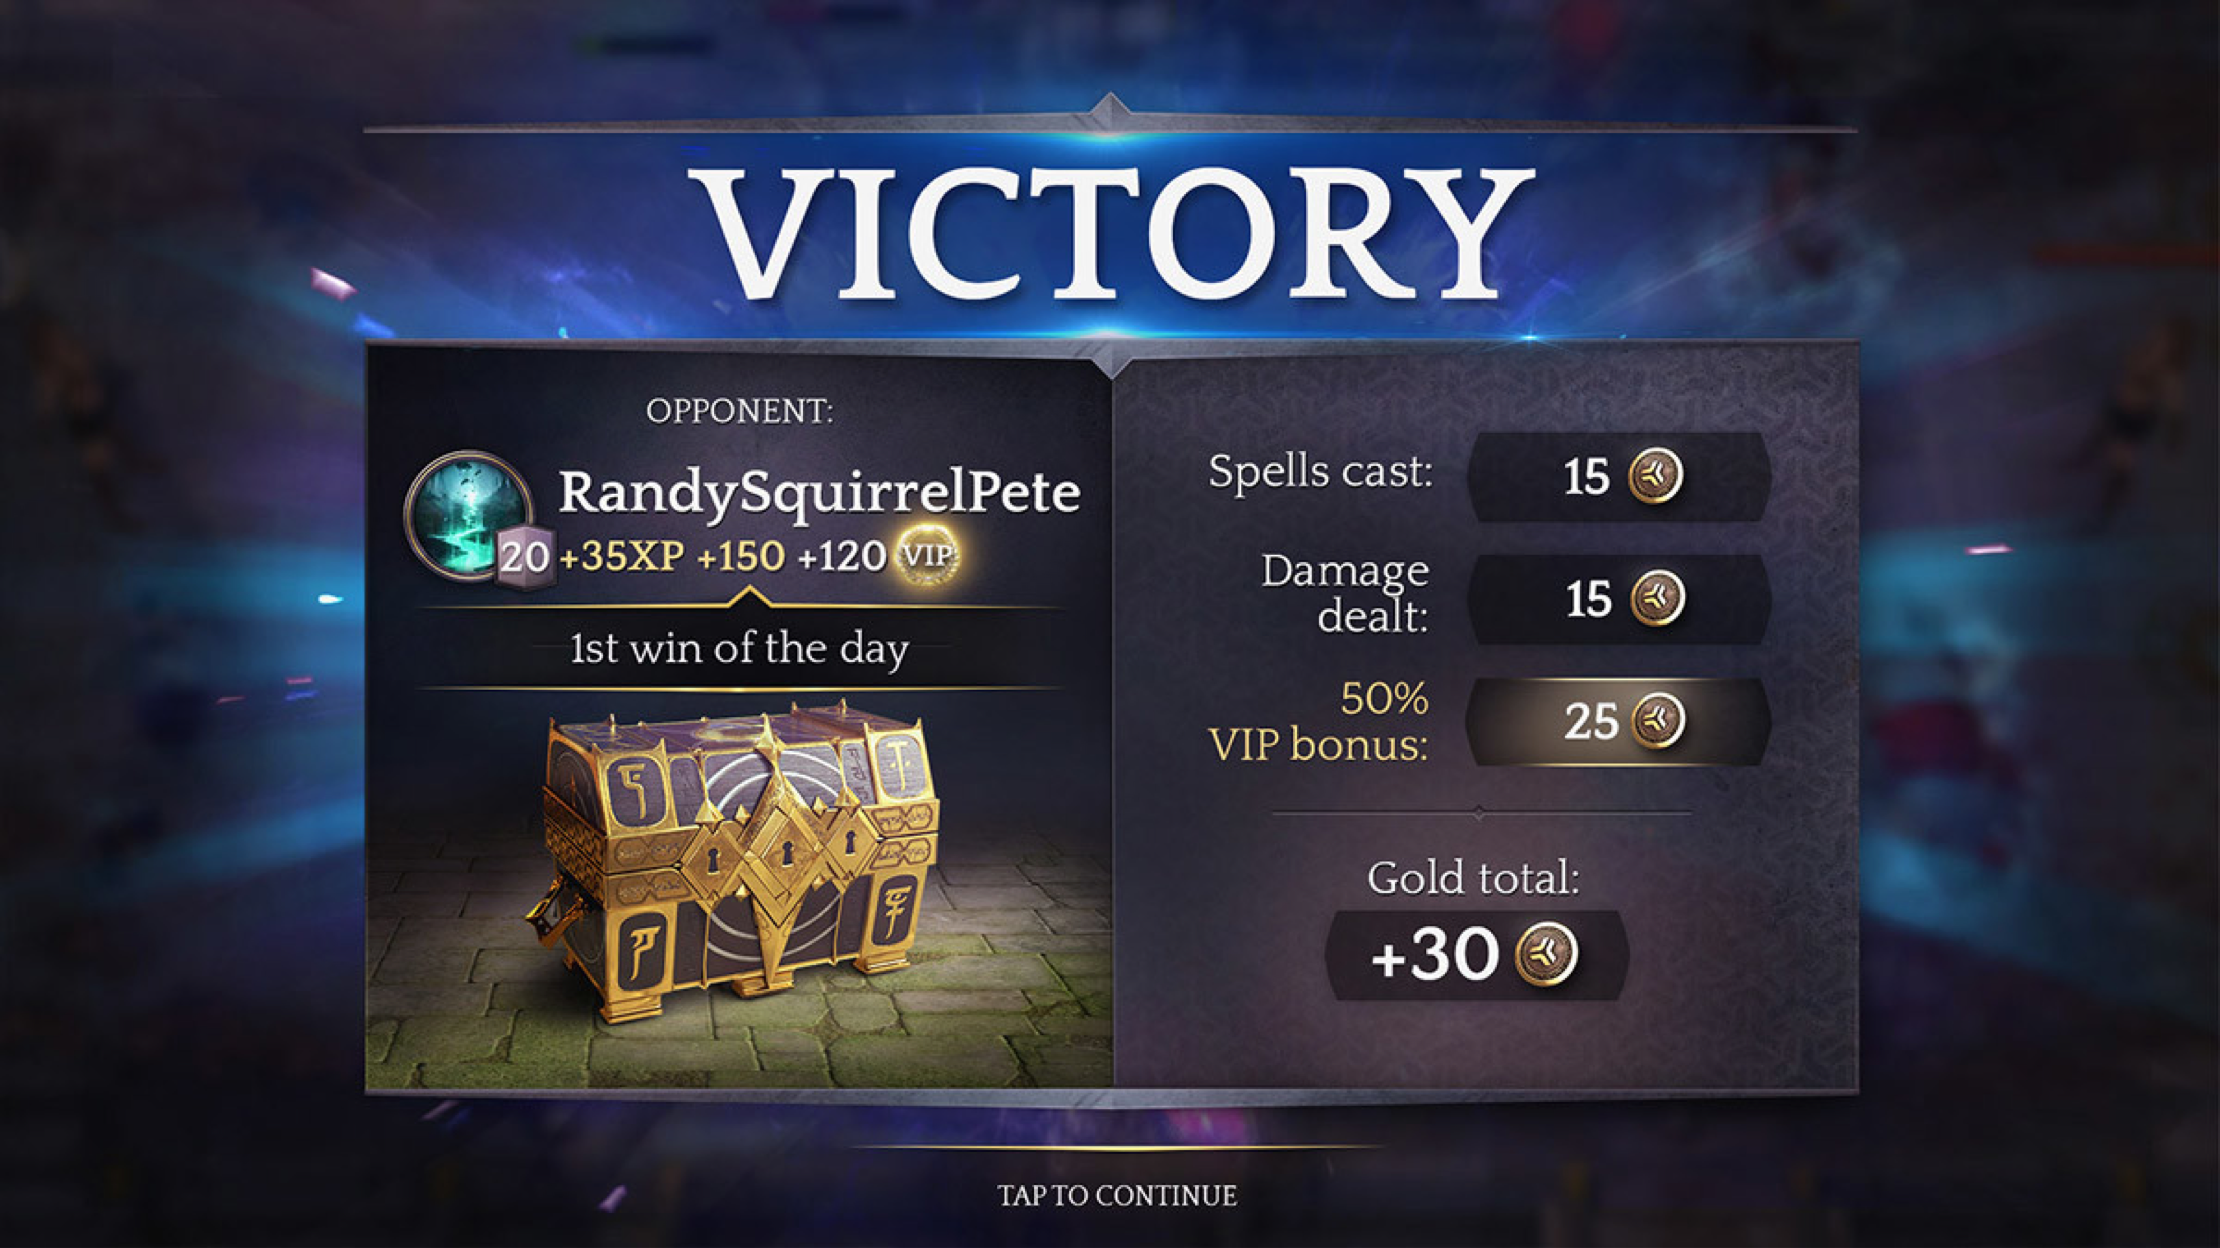 VICTORY
OPPONENT:
RandySquirrelPete
20 +35XP +150 +120 VIP
1st win of the day
Spells cast: 15
Damage
dealt: 15
50%
VIP bonus: 25
Gold total:
+30
TAP TO CONTINUE